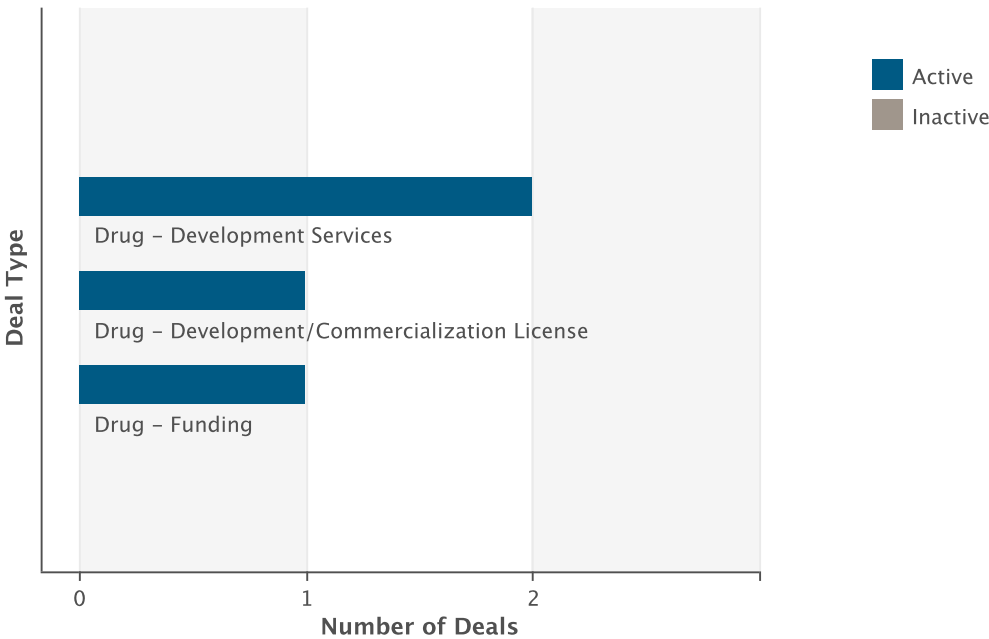 Active
Inactive
Drug – Development Services
Drug – Development/Commercialization License
Drug – Funding
Deal Type
0 1 2
Number of Deals